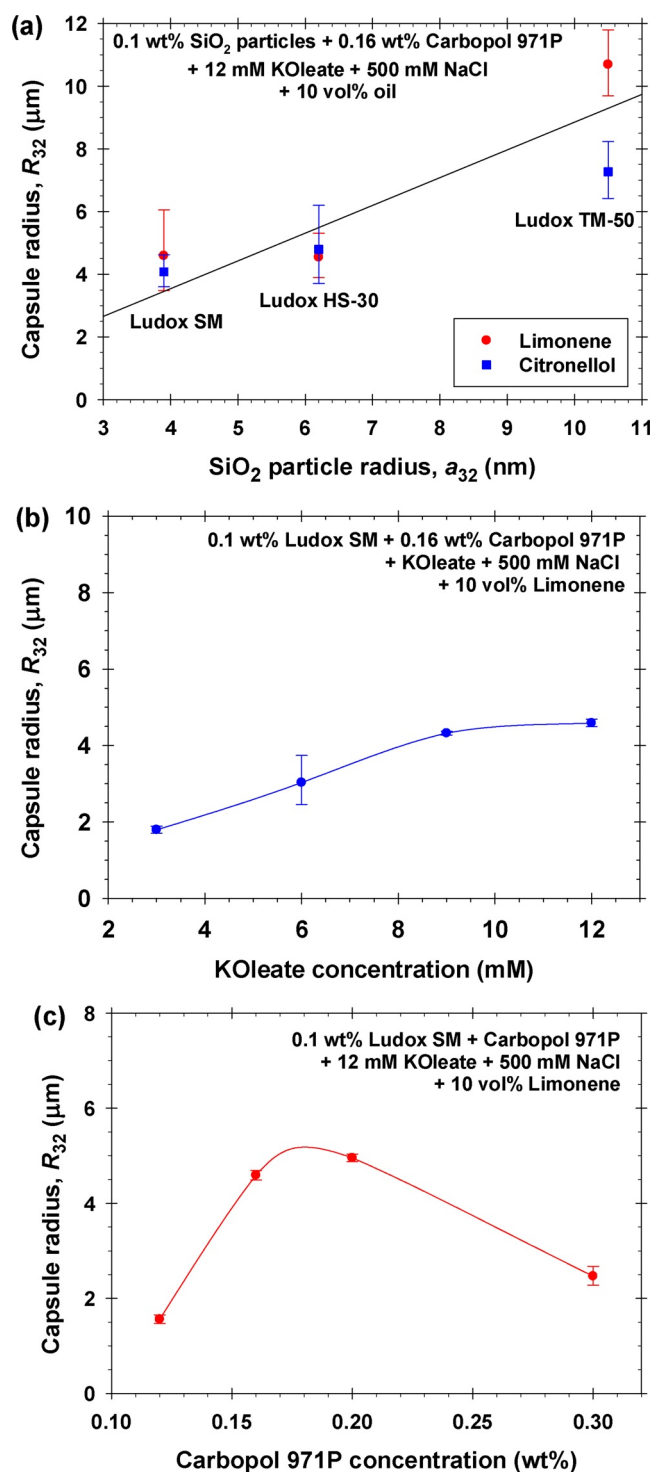 (a)
12
10
8
6
4
2
0
0.1 wt% SiO₂ particles + 0.16 wt% Carbopol 971P
+ 12 mM KOleate + 500 mM NaCl
+ 10 vol% oil
Capsule radius, R₃₂ (μm)
Ludox SM
Ludox HS-30
Ludox TM-50
Limonene
Citronellol
3 4 5 6 7 8 9 10 11
SiO₂ particle radius, a₃₂ (nm)
(b)
10
8
6
4
2
0
0.1 wt% Ludox SM + 0.16 wt% Carbopol 971P
+ KOleate + 500 mM NaCl
+ 10 vol% Limonene
Capsule radius, R₃₂ (μm)
2 4 6 8 10 12
KOleate concentration (mM)
(c)
8
6
4
2
0
0.1 wt% Ludox SM + Carbopol 971P
+ 12 mM KOleate + 500 mM NaCl
+ 10 vol% Limonene
Capsule radius, R₃₂ (μm)
0.10 0.15 0.20 0.25 0.30
Carbopol 971P concentration (wt%)